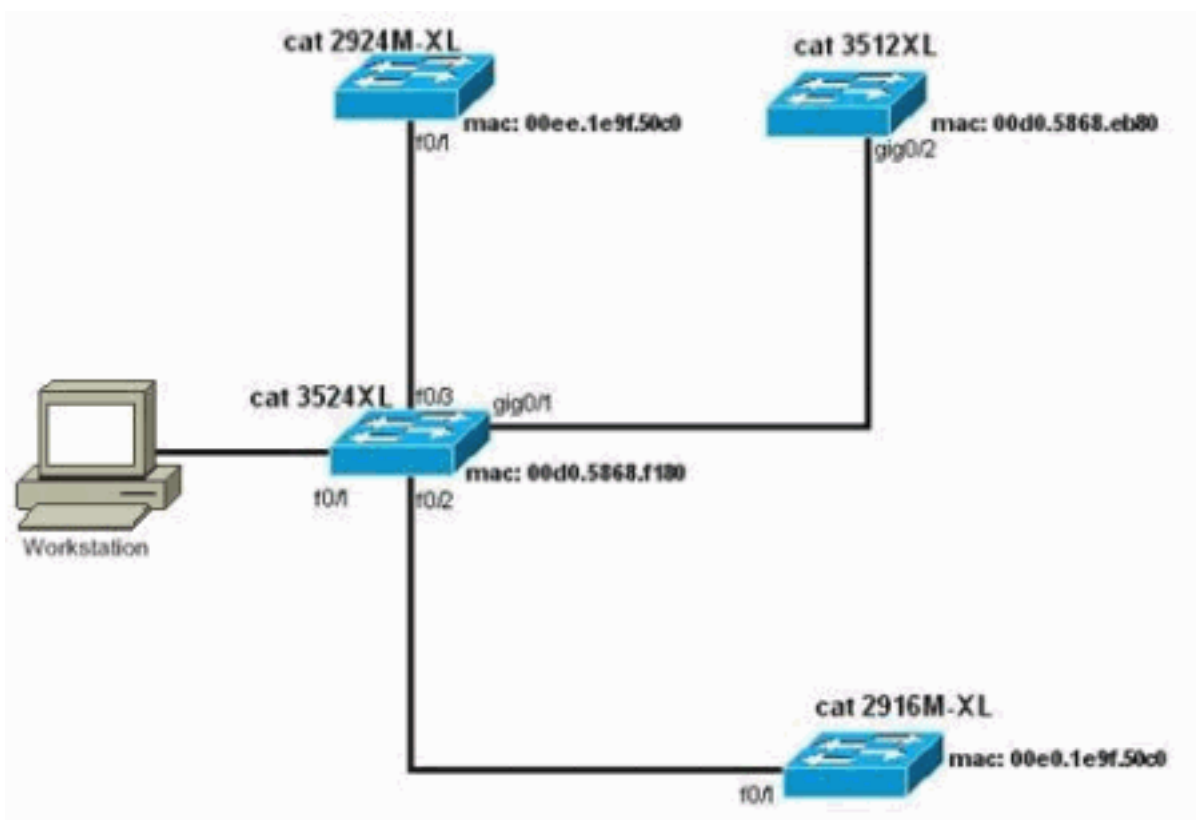 cat 2924M-XL
mac: 00ee.1e9f.50c0
f0/1
cat 3512XL
mac: 00d0.5868.eb80
gig0/2
cat 3524XL
f0/3
gig0/1
mac: 00d0.5868.f180
f0/1
f0/2
Workstation
cat 2916M-XL
mac: 00e0.1e9f.50c0
f0/1